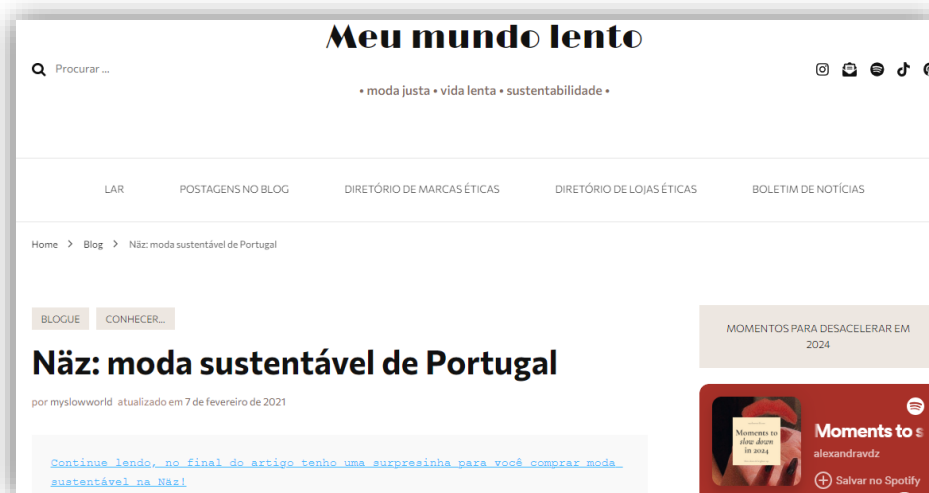 Meu mundo lento
Procurar ...
• moda justa • vida lenta • sustentabilidade •
LAR POSTAGENS NO BLOG DIRETÓRIO DE MARCAS ÉTICAS DIRETÓRIO DE LOJAS ÉTICAS BOLETIM DE NOTÍCIAS
Home > Blog > Näz: moda sustentável de Portugal
BLOGUE CONHECER...
Näz: moda sustentável de Portugal
por myslowworld atualizado em 7 de fevereiro de 2021
Continue lendo, no final do artigo tenho uma surpresinha para você comprar moda
sustentável na Näz!
MOMENTOS PARA DESACELERAR EM
2024
Moments to
slow down
in 2024
Moments to s
alexandravdz
Salvar no Spotify